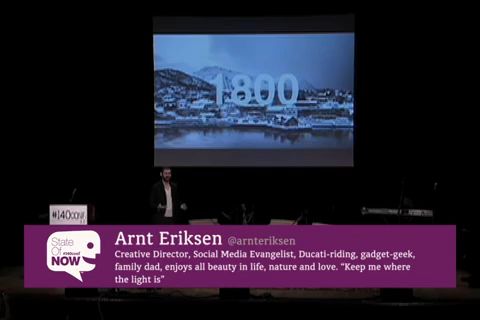 1800
#140CONF
State
Of
NOW
#140conf
Arnt Eriksen @arnteriksen
Creative Director, Social Media Evangelist, Ducati-riding, gadget-geek,
family dad, enjoys all beauty in life, nature and love. “Keep me where
the light is”